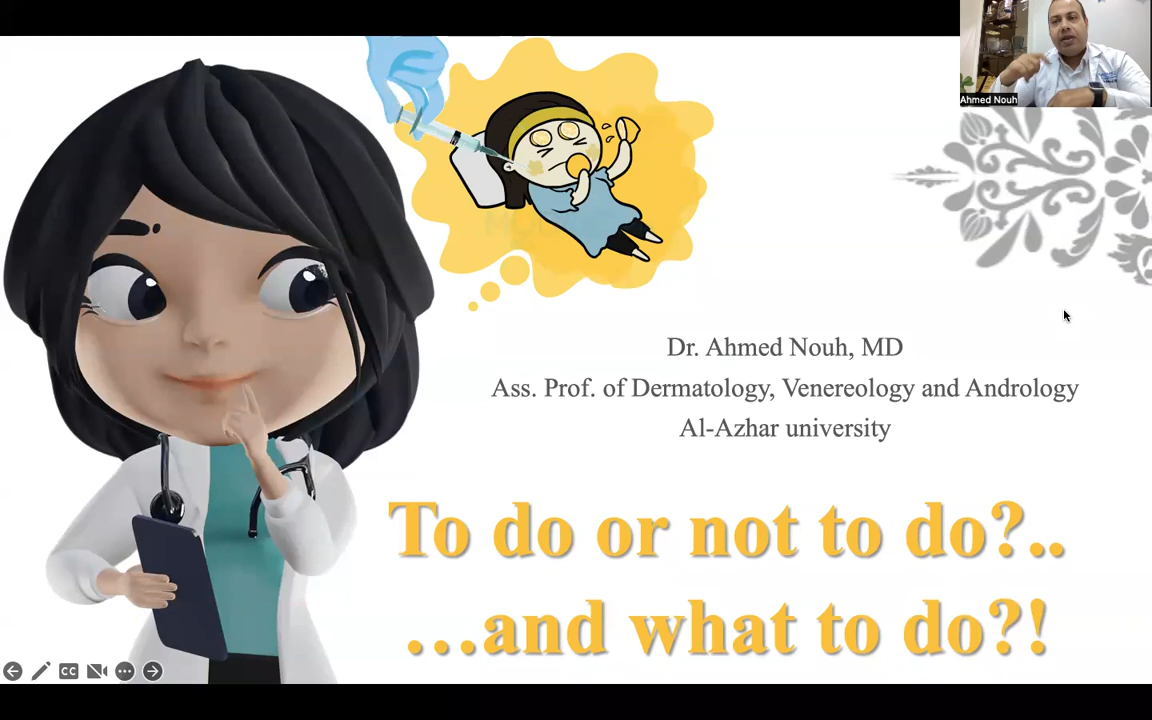 Ahmed Nouh
Dr. Ahmed Nouh, MD
Ass. Prof. of Dermatology, Venereology and Andrology
Al-Azhar university
To do or not to do?..
...and what to do?!
CC